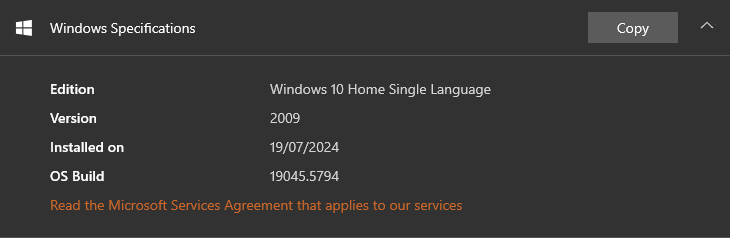 Windows Specifications
Copy
Edition Windows 10 Home Single Language
Version 2009
Installed on 19/07/2024
OS Build 19045.5794
Read the Microsoft Services Agreement that applies to our services